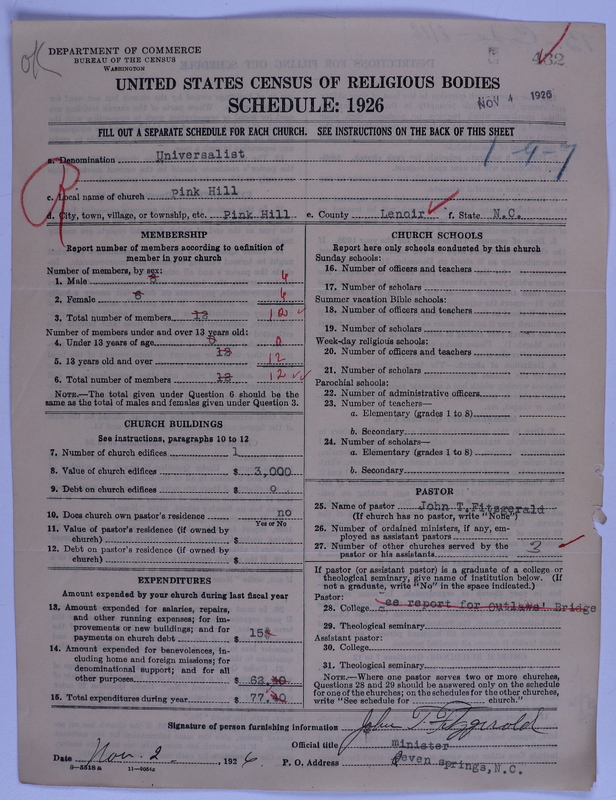 OK
DEPARTMENT OF COMMERCE
BUREAU OF THE CENSUS
WASHINGTON
432
UNITED STATES CENSUS OF RELIGIOUS BODIES
SCHEDULE: 1926
NOV 4 1926
FILL OUT A SEPARATE SCHEDULE FOR EACH CHURCH. SEE INSTRUCTIONS ON THE BACK OF THIS SHEET
1-9-7
a. Denomination Universalist
R
c. Local name of church pink Hill
d. City, town, village, or township, etc. Pink Hill e. County Lenoir f. State N.C.
MEMBERSHIP
Report number of members according to definition of
member in your church
Number of members, by sex:
1. Male 6
2. Female 6
3. Total number of members 12 12
Number of members under and over 13 years old:
4. Under 13 years of age 0
5. 13 years old and over 12 12
6. Total number of members 12 12
NOTE.—The total given under Question 6 should be
same as the total of males and females given under Question 3.
CHURCH BUILDINGS
See instructions, paragraphs 10 to 12
7. Number of church edifices 1
8. Value of church edifices $ 3,000
9. Debt on church edifices $ 0
10. Does church own pastor's residence no
Yes or No
11. Value of pastor's residence (if owned by
church) $
12. Debt on pastor's residence (if owned by
church) $
EXPENDITURES
Amount expended by your church during last fiscal year
13. Amount expended for salaries, repairs,
and other running expenses; for im-
provements or new buildings; and for
payments on church debt $ 15
14. Amount expended for benevolences, in-
cluding home and foreign missions; for
denominational support; and for all
other purposes $ 62.40
15. Total expenditures during year $ 77.40
CHURCH SCHOOLS
Report here only schools conducted by this church
Sunday schools:
16. Number of officers and teachers
17. Number of scholars
Summer vacation Bible schools:
18. Number of officers and teachers
19. Number of scholars
Week-day religious schools:
20. Number of officers and teachers
21. Number of scholars
Parochial schools:
22. Number of administrative officers
23. Number of teachers—
a. Elementary (grades 1 to 8)
b. Secondary
24. Number of scholars—
a. Elementary (grades 1 to 8)
b. Secondary
PASTOR
25. Name of pastor John T.Fitzgerald
(If church has no pastor, write "None")
26. Number of ordained ministers, if any, em-
ployed as assistant pastors
27. Number of other churches served by the
pastor or his assistants 3
If pastor (or assistant pastor) is a graduate of a college or
theological seminary, give name of institution below. (If
not a graduate, write "No" in the space indicated.)
Pastor:
28. College See report for outlaws' Bridge
29. Theological seminary
Assistant pastor:
30. College
31. Theological seminary
NOTE.—Where one pastor serves two or more churches,
Questions 28 and 29 should be answered only on the schedule
for one of the churches; on the schedules for the other churches,
write "See schedule for church."
Signature of person furnishing information John T. Fitzgerald
Official title minister
Date Nov. 2, 1926 P. O. Address Seven Springs, N.C.
8-5518a 11-9054a